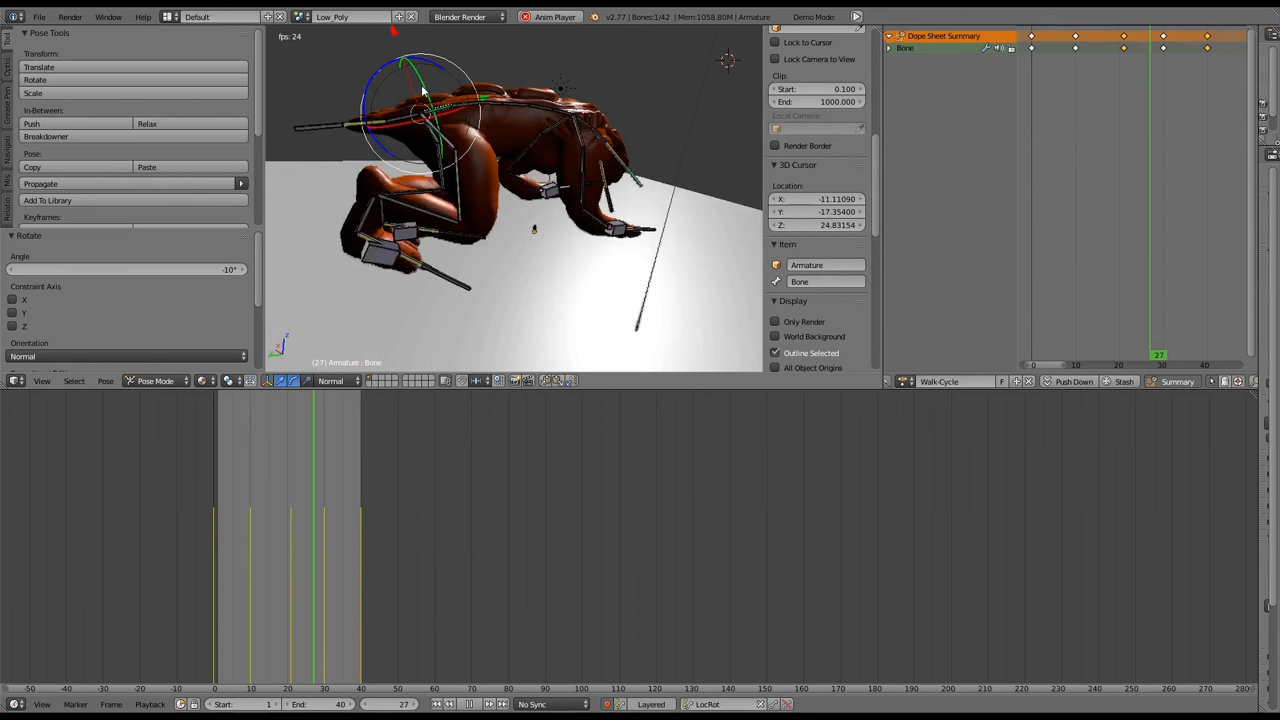 File Render Window Help Default Low_Poly Blender Render Anim Player v2.77 | Bones:1/42 | Mem:1058.80M | Armature Demo Mode:
Pose Tools
Transform:
Translate
Rotate
Scale
In-Between:
Push Relax
Breakdowner
Pose:
Copy Paste
Propagate
Add To Library
Keyframes:
Rotate
Angle
-10°
Constraint Axis
X
Y
Z
Orientation
Normal
fps: 24
(27) Armature : Bone
View Select Pose Pose Mode Normal
Lock to Cursor
Lock Camera to View
Clip:
Start: 0.100
End: 1000.000
Local Camera:
Render Border
3D Cursor
Location:
X: -11.11090
Y: -17.35400
Z: 24.83154
Item
Armature
Bone
Display
Only Render
World Background
Outline Selected
All Object Origins
Dope Sheet Summary
Bone
27
0 10 20 30 40
Walk-Cycle F Push Down Stash Summary
-50 -40 -30 -20 -10 0 10 20 30 40 50 60 70 80 90 100 110 120 130 140 150 160 170 180 190 200 210 220 230 240 250 260 270 280
View Marker Frame Playback Start: 1 End: 40 27 No Sync Layered LocRot